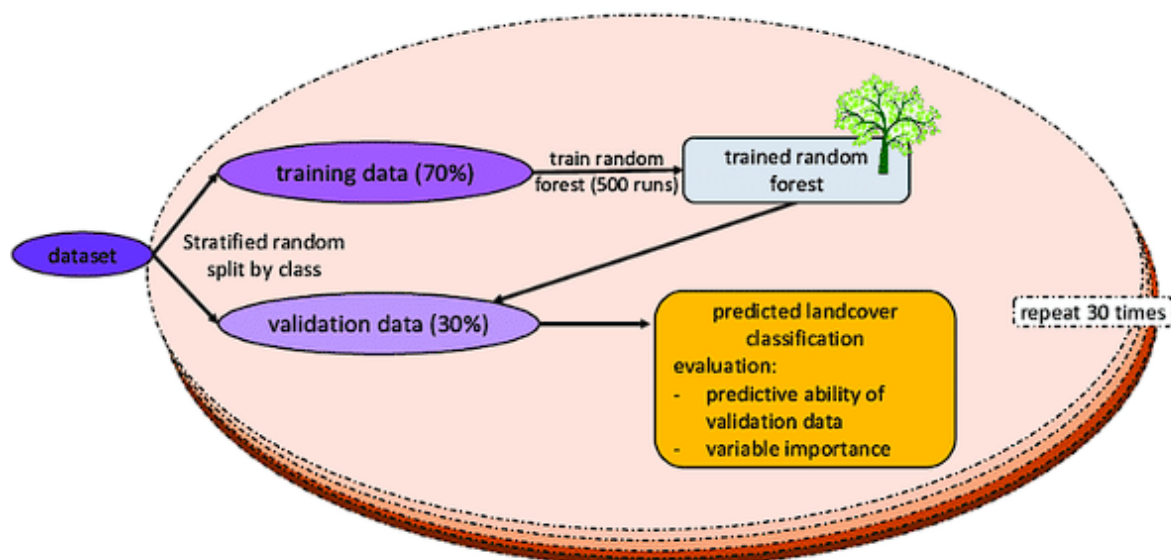 training data (70%)
train random
forest (500 runs)
trained random
forest
dataset
Stratified random
split by class
validation data (30%)
predicted landcover
classification
evaluation:
- predictive ability of
validation data
- variable importance
repeat 30 times